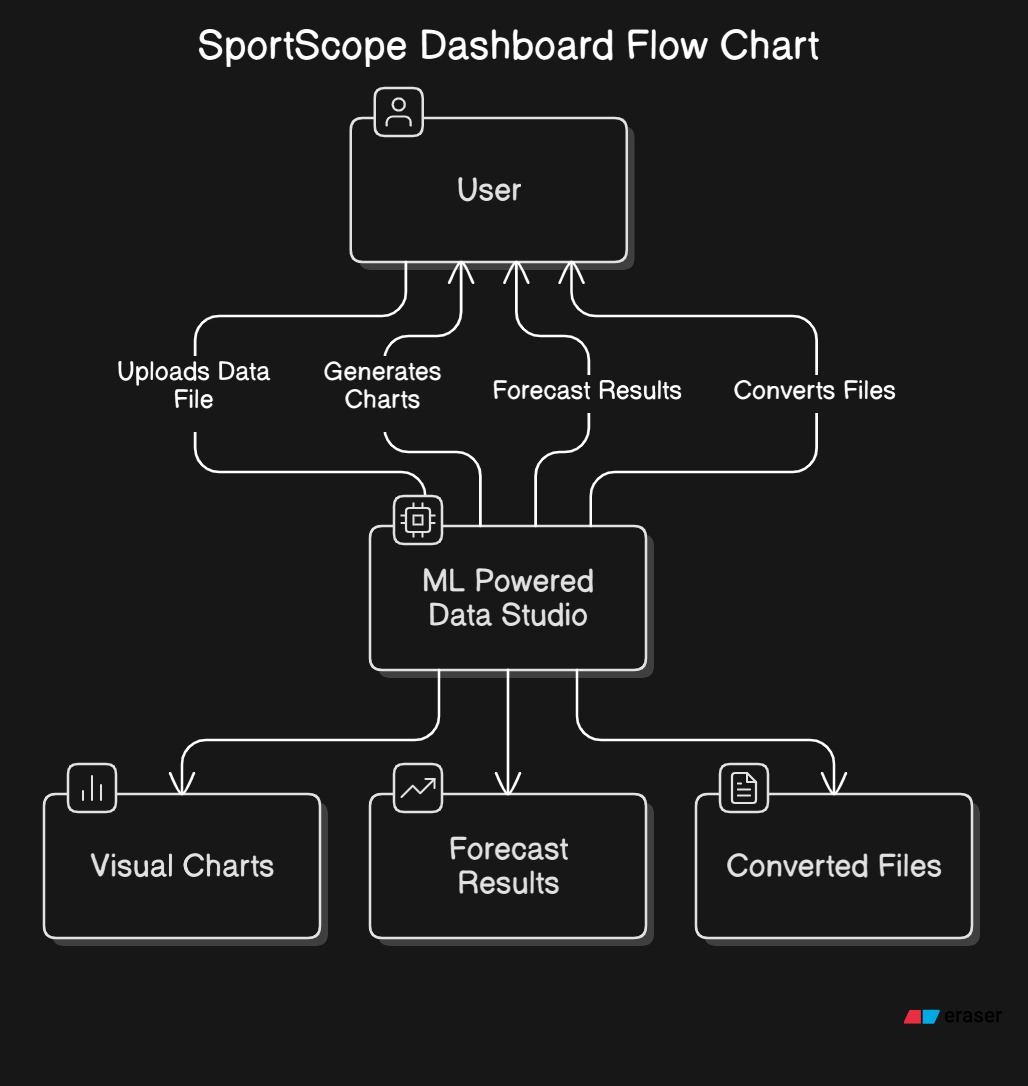 SportScope Dashboard Flow Chart
User
Uploads Data
File
Generates
Charts
Forecast Results
Converts Files
ML Powered
Data Studio
Visual Charts
Forecast
Results
Converted Files
eraser